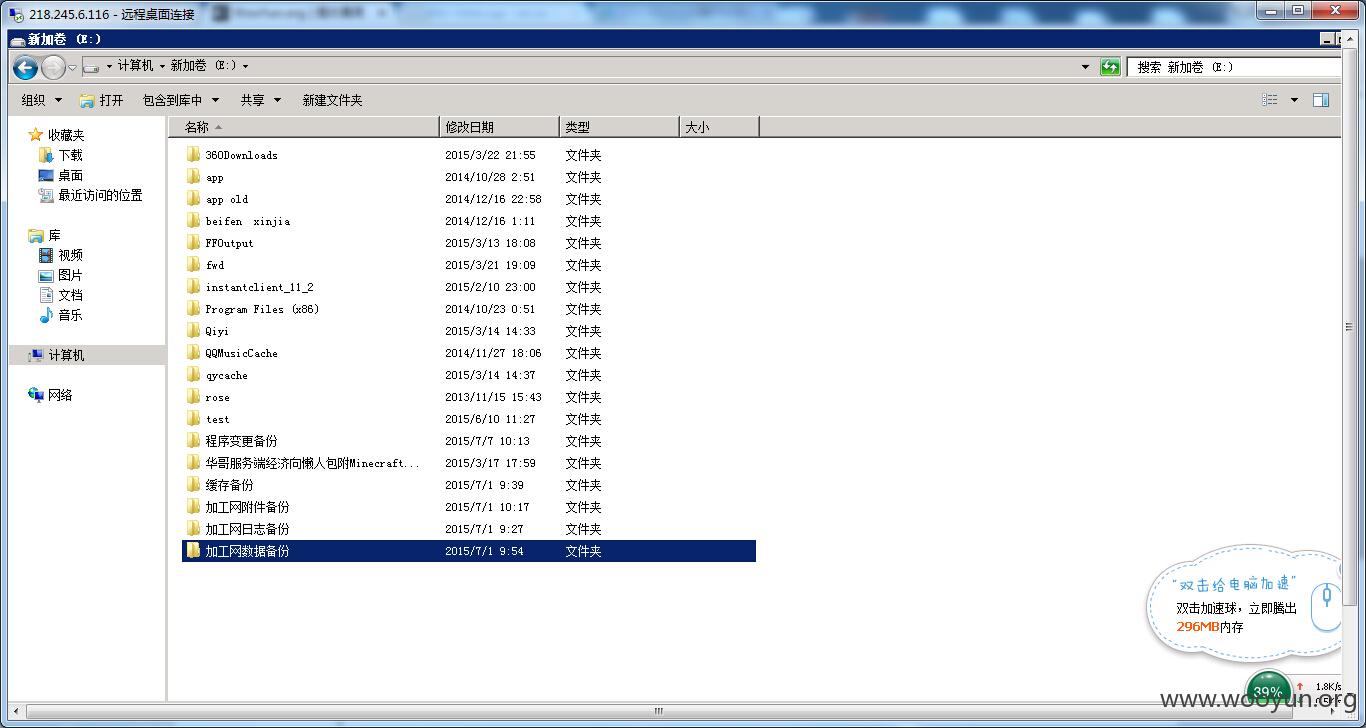 218.245.6.116 - 远程桌面连接
新加卷 (E:)
计算机 新加卷 (E:)
搜索 新加卷 (E:)
组织 打开 包含到库中 共享 新建文件夹
收藏夹
下载
桌面
最近访问的位置
库
视频
图片
文档
音乐
计算机
网络
名称 修改日期 类型 大小
360Downloads 2015/3/22 21:55 文件夹
app 2014/10/28 2:51 文件夹
app old 2014/12/16 22:58 文件夹
beifen xinjia 2014/12/16 1:11 文件夹
FFOutput 2015/3/13 18:08 文件夹
fwd 2015/3/21 19:09 文件夹
instantclient_11_2 2015/2/10 23:00 文件夹
Program Files (x86) 2014/10/23 0:51 文件夹
Qiyi 2015/3/14 14:33 文件夹
QQMusicCache 2014/11/27 18:06 文件夹
qycache 2015/3/14 14:37 文件夹
rose 2013/11/15 15:43 文件夹
test 2015/6/10 11:27 文件夹
程序变更备份 2015/7/7 10:13 文件夹
华哥服务端经济向懒人包附Minecraft... 2015/3/17 17:59 文件夹
缓存备份 2015/7/1 9:39 文件夹
加工网附件备份 2015/7/1 10:17 文件夹
加工网日志备份 2015/7/1 9:27 文件夹
加工网数据备份 2015/7/1 9:54 文件夹
“双击给电脑加速”
双击加速球，立即腾出
296MB内存
39%
1.8K/s
www.wooyun.org